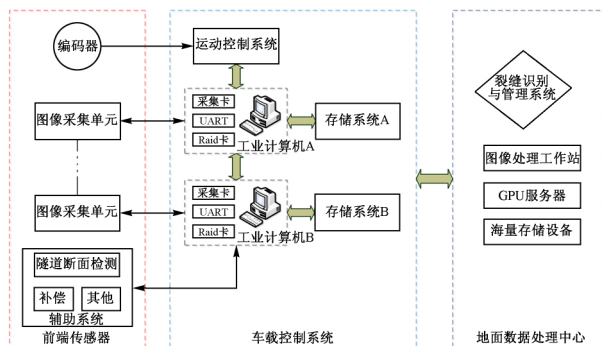 编码器
运动控制系统
采集卡
UART
Raid卡
工业计算机A
存储系统A
图像采集单元
采集卡
UART
Raid卡
工业计算机B
存储系统B
图像采集单元
隧道断面检测
补偿
其他
辅助系统
前端传感器
车载控制系统
裂缝识别
与管理系统
图像处理工作站
GPU服务器
海量存储设备
地面数据处理中心